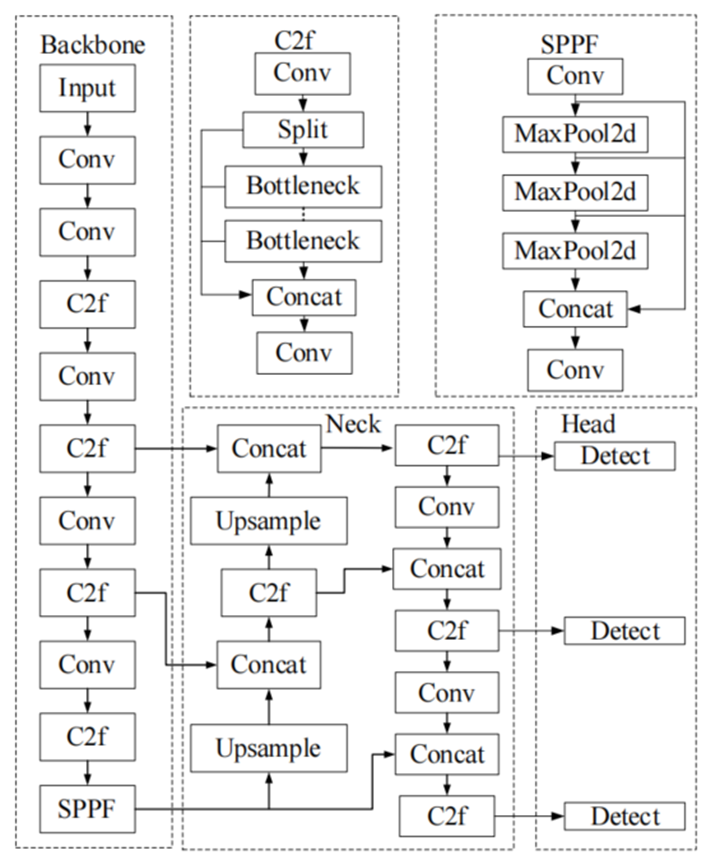 Backbone
Input
Conv
Conv
C2f
Conv
C2f
Conv
C2f
Conv
C2f
SPPF
C2f
Conv
Split
Bottleneck
Bottleneck
Concat
Conv
SPPF
Conv
MaxPool2d
MaxPool2d
MaxPool2d
Concat
Conv
Neck
Concat
Upsample
C2f
Concat
Upsample
C2f
Conv
Concat
C2f
Conv
Concat
C2f
Head
Detect
Detect
Detect